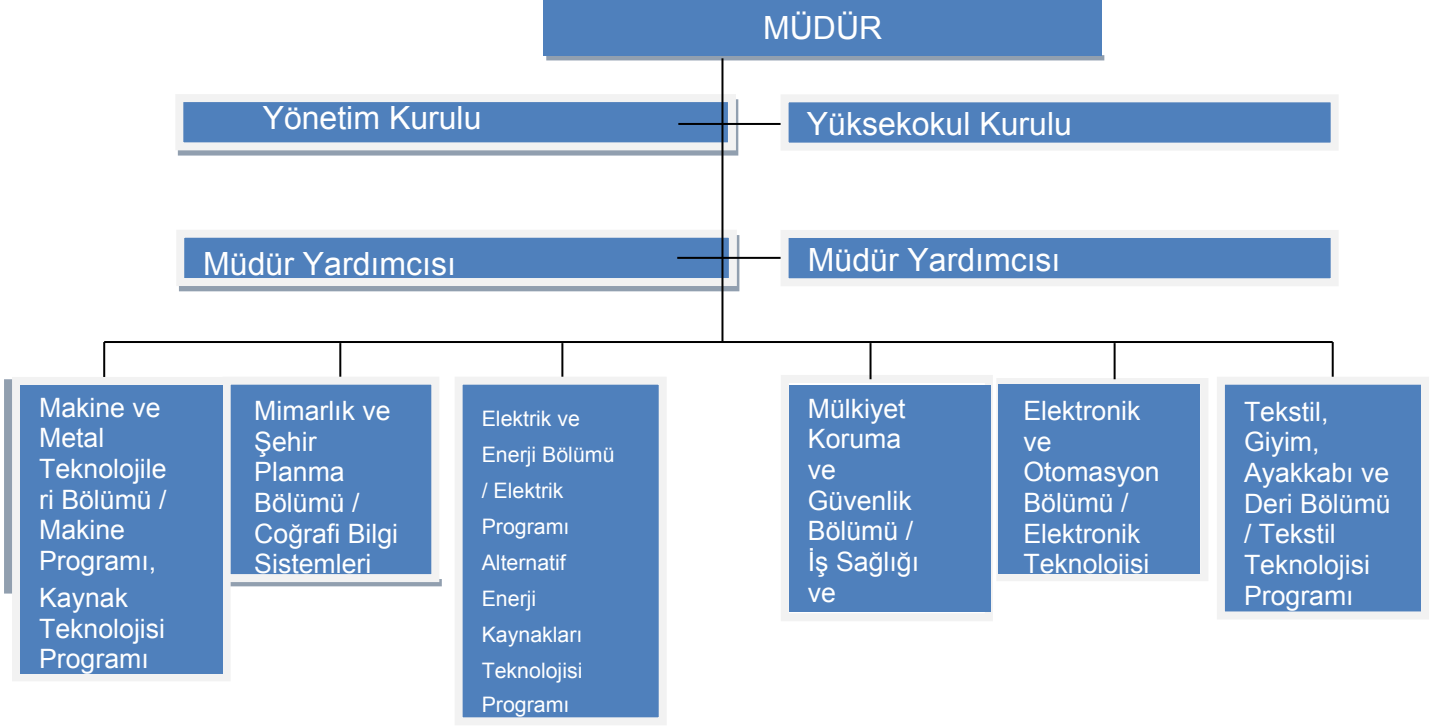 MÜDÜR
Yönetim Kurulu
Yüksekokul Kurulu
Müdür Yardımcısı
Müdür Yardımcısı
Makine ve
Metal
Teknolojile
ri Bölümü /
Makine
Programı,
Kaynak
Teknolojisi
Programı
Mimarlık ve
Şehir
Planma
Bölümü /
Coğrafi Bilgi
Sistemleri
Elektrik ve
Enerji Bölümü
/ Elektrik
Programı
Alternatif
Enerji
Kaynakları
Teknolojisi
Programı
Mülkiyet
Koruma
ve
Güvenlik
Bölümü /
İş Sağlığı
ve
Elektronik
ve
Otomasyon
Bölümü /
Elektronik
Teknolojisi
Tekstil,
Giyim,
Ayakkabı ve
Deri Bölümü
/ Tekstil
Teknolojisi
Programı